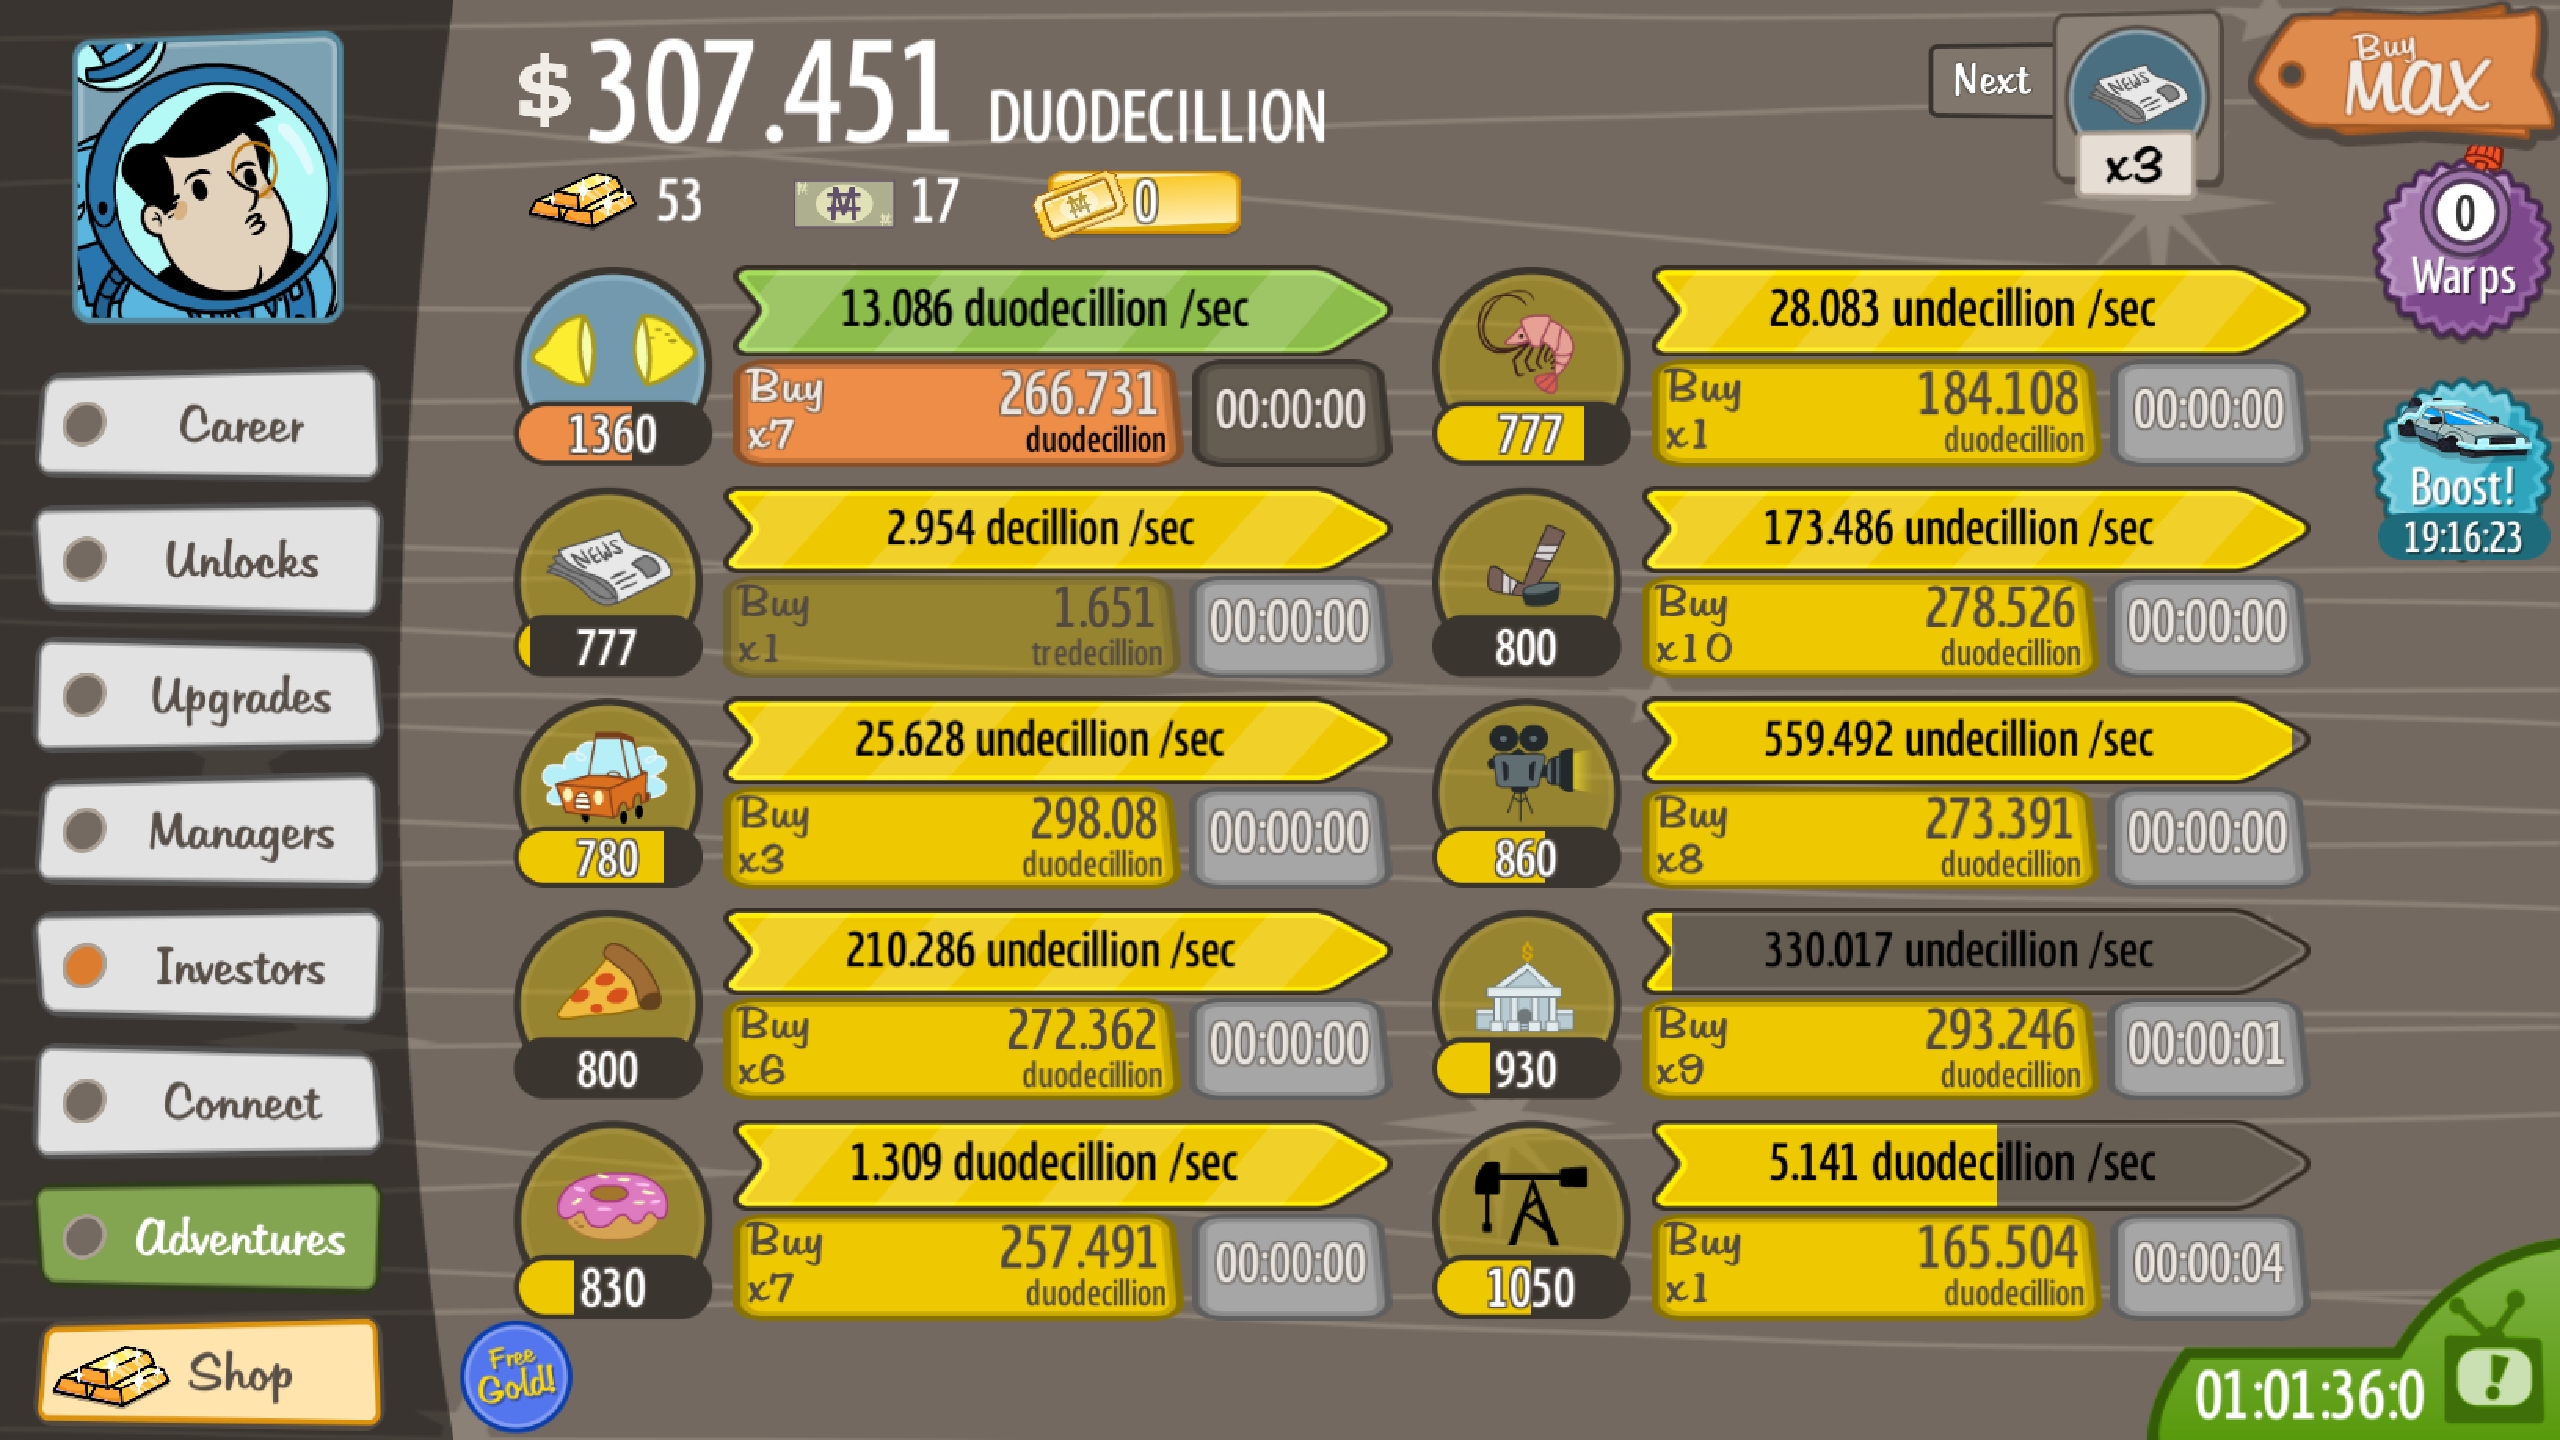 $307.451 DUODECILLION
53
17
0
Next
NEWS
x3
Buy
MAX
0
Warps
Boost!
19:16:23
Career
Unlocks
Upgrades
Managers
Investors
Connect
Adventures
Shop
13.086 duodecillion /sec
Buy
x7
266.731
duodecillion
00:00:00
1360
28.083 undecillion /sec
Buy
x1
184.108
duodecillion
00:00:00
777
NEWS
2.954 decillion /sec
Buy
x1
1.651
tredecillion
00:00:00
777
173.486 undecillion /sec
Buy
x10
278.526
duodecillion
00:00:00
800
25.628 undecillion /sec
Buy
x3
298.08
duodecillion
00:00:00
780
559.492 undecillion /sec
Buy
x8
273.391
duodecillion
00:00:00
860
210.286 undecillion /sec
Buy
x6
272.362
duodecillion
00:00:00
800
$
330.017 undecillion /sec
Buy
x9
293.246
duodecillion
00:00:01
930
1.309 duodecillion /sec
Buy
x7
257.491
duodecillion
00:00:00
830
5.141 duodecillion /sec
Buy
x1
165.504
duodecillion
00:00:04
1050
Free
Gold!
01:01:36:0
!